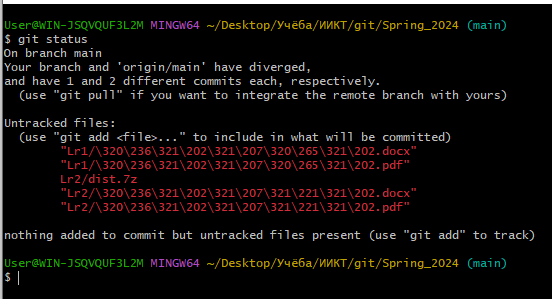 User@WIN-JSQVQUF3L2M MINGW64 ~/Desktop/Учёба/ИИКТ/git/Spring_2024 (main)
$ git status
On branch main
Your branch and 'origin/main' have diverged,
and have 1 and 2 different commits each, respectively.
  (use "git pull" if you want to integrate the remote branch with yours)

Untracked files:
  (use "git add <file>..." to include in what will be committed)
        "Lr1/\320\236\321\202\321\207\320\265\321\202.docx"
        "Lr1/\320\236\321\202\321\207\320\265\321\202.pdf"
        Lr2/dist.7z
        "Lr2/\320\236\321\202\321\207\321\221\321\202.docx"
        "Lr2/\320\236\321\202\321\207\321\221\321\202.pdf"

nothing added to commit but untracked files present (use "git add" to track)

User@WIN-JSQVQUF3L2M MINGW64 ~/Desktop/Учёба/ИИКТ/git/Spring_2024 (main)
$